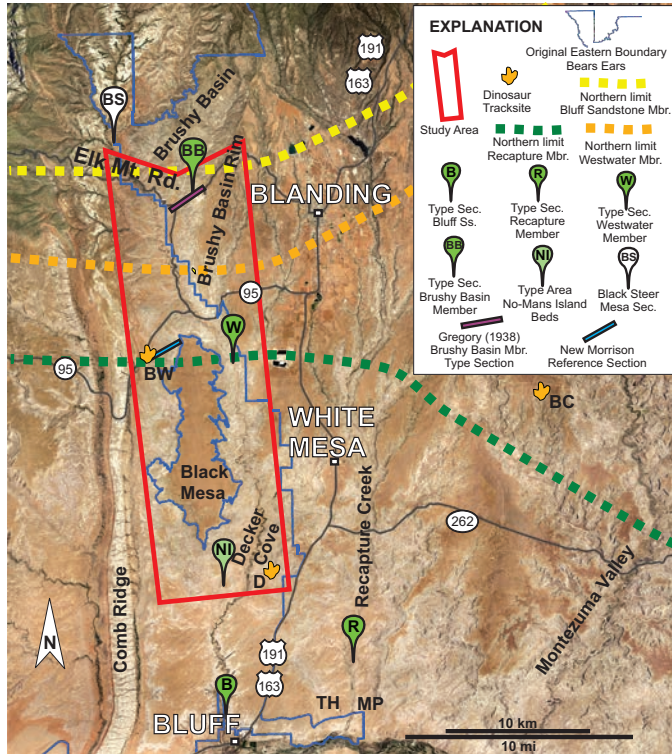 191
163
BS
Brushy Basin
BB
Elk Mt. Rd.
Brushy Basin Rim
BLANDING
95
W
95
BW
BC
WHITE
MESA
Black
Mesa
262
Decker
Cove
NI
D
Recapture Creek
Comb Ridge
Montezuma Valley
N
R
191
163
B
TH MP
BLUFF
10 km
10 mi
EXPLANATION
Study Area
Dinosaur
Tracksite
Original Eastern Boundary
Bears Ears
Northern limit
Bluff Sandstone Mbr.
Northern limit
Recapture Mbr.
Northern limit
Westwater Mbr.
B
Type Sec.
Bluff Ss.
R
Type Sec.
Recapture
Member
W
Type Sec.
Westwater
Member
BB
Type Sec.
Brushy Basin
Member
NI
Type Area
No-Mans Island
Beds
BS
Black Steer
Mesa Sec.
Gregory (1938)
Brushy Basin Mbr.
Type Section
New Morrison
Reference Section